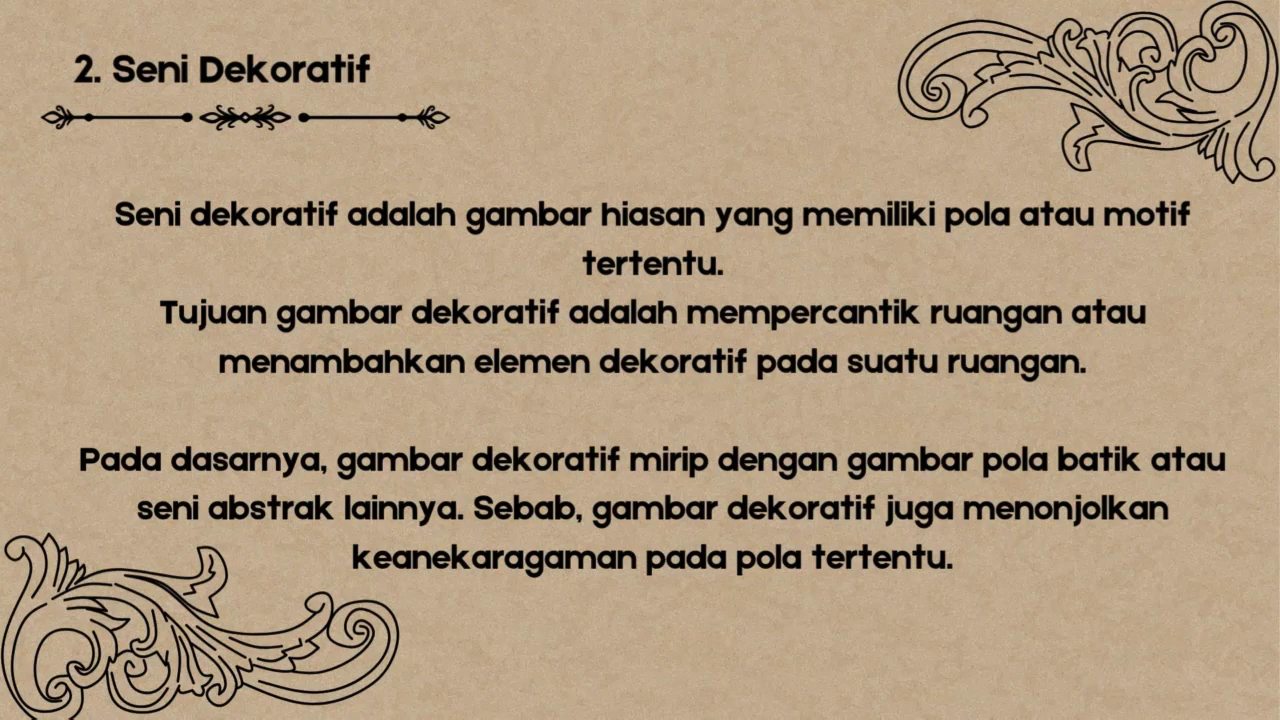 2. Seni Dekoratif
Seni dekoratif adalah gambar hiasan yang memiliki pola atau motif
tertentu.
Tujuan gambar dekoratif adalah mempercantik ruangan atau
menambahkan elemen dekoratif pada suatu ruangan.
Pada dasarnya, gambar dekoratif mirip dengan gambar pola batik atau
seni abstrak lainnya. Sebab, gambar dekoratif juga menonjolkan
keanekaragaman pada pola tertentu.